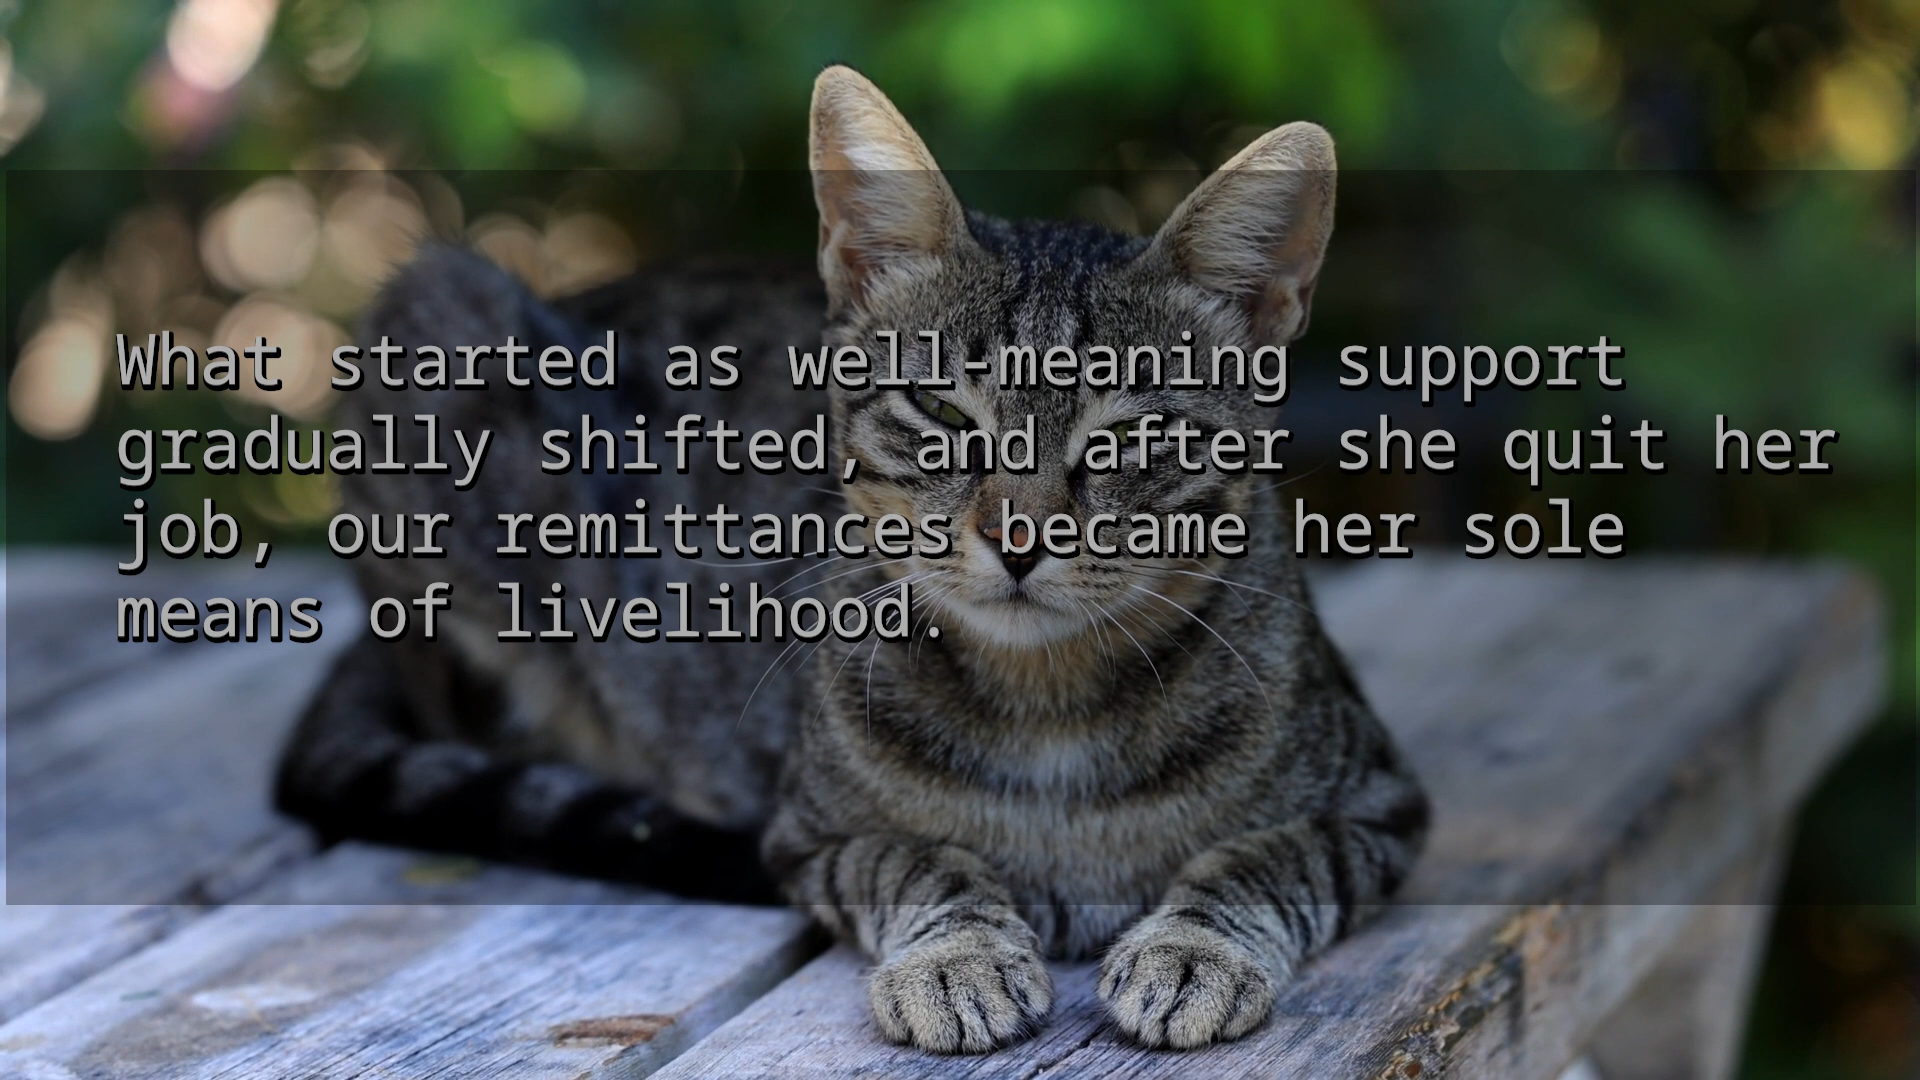 What started as well-meaning support
gradually shifted, and after she quit her
job, our remittances became her sole
means of livelihood.